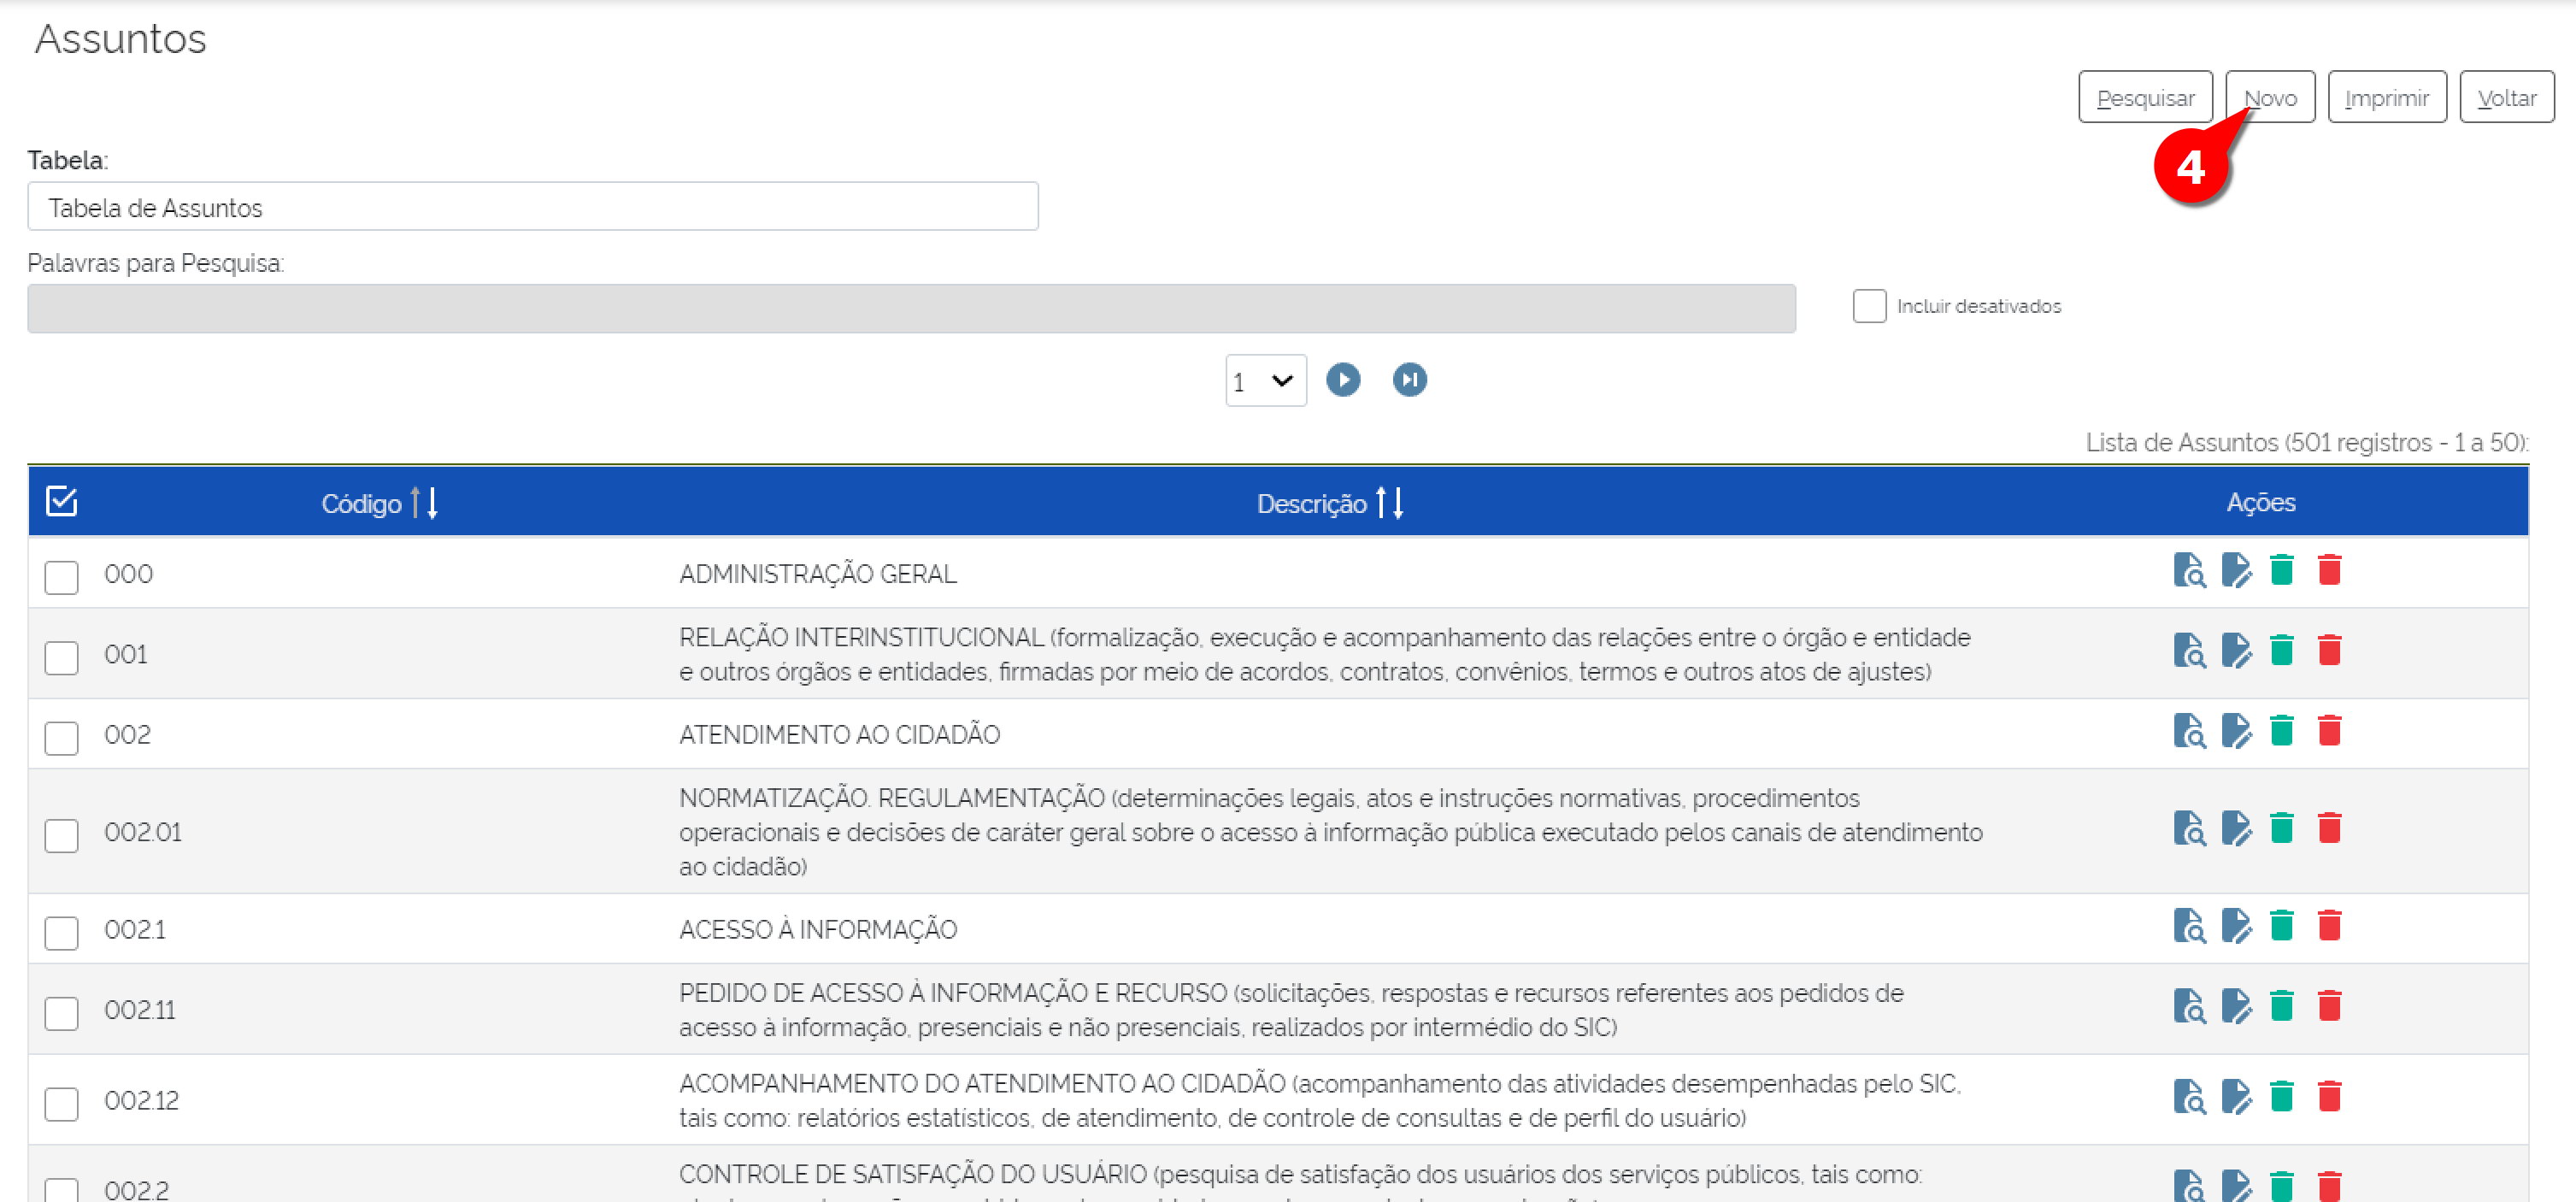 Assuntos
Pesquisar Novo Imprimir Voltar
4
Tabela:
Tabela de Assuntos
Palavras para Pesquisa:
Incluir desativados
1
Lista de Assuntos (501 registros - 1 a 50):
Código Descrição Ações
000 ADMINISTRAÇÃO GERAL
001 RELAÇÃO INTERINSTITUCIONAL (formalização, execução e acompanhamento das relações entre o órgão e entidade
e outros órgãos e entidades, firmadas por meio de acordos, contratos, convênios, termos e outros atos de ajustes)
002 ATENDIMENTO AO CIDADÃO
002.01 NORMATIZAÇÃO. REGULAMENTAÇÃO (determinações legais, atos e instruções normativas, procedimentos
operacionais e decisões de caráter geral sobre o acesso à informação pública executado pelos canais de atendimento
ao cidadão)
002.1 ACESSO À INFORMAÇÃO
002.11 PEDIDO DE ACESSO À INFORMAÇÃO E RECURSO (solicitações, respostas e recursos referentes aos pedidos de
acesso à informação, presenciais e não presenciais, realizados por intermédio do SIC)
002.12 ACOMPANHAMENTO DO ATENDIMENTO AO CIDADÃO (acompanhamento das atividades desempenhadas pelo SIC,
tais como: relatórios estatísticos, de atendimento, de controle de consultas e de perfil do usuário)
002.2 CONTROLE DE SATISFAÇÃO DO USUÁRIO (pesquisa de satisfação dos usuários dos serviços públicos, tais como: